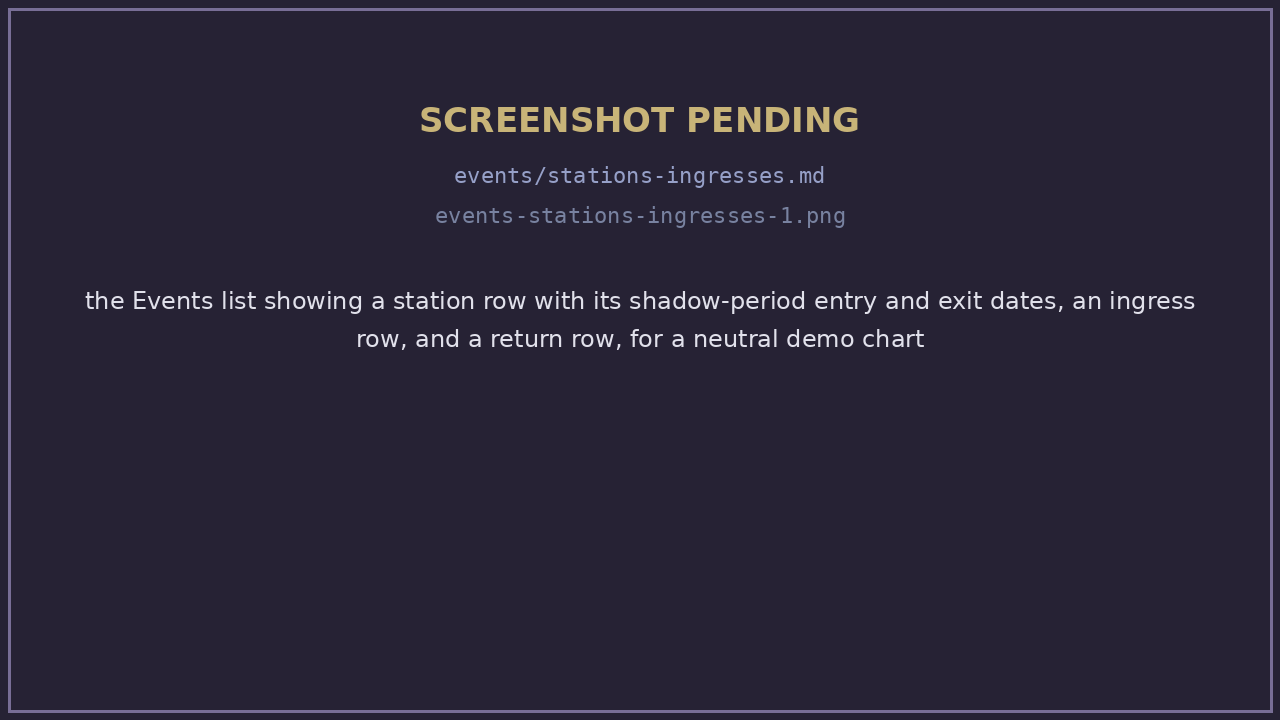 SCREENSHOT PENDING
events/stations-ingresses.md
events-stations-ingresses-1.png
the Events list showing a station row with its shadow-period entry and exit dates, an ingress
row, and a return row, for a neutral demo chart